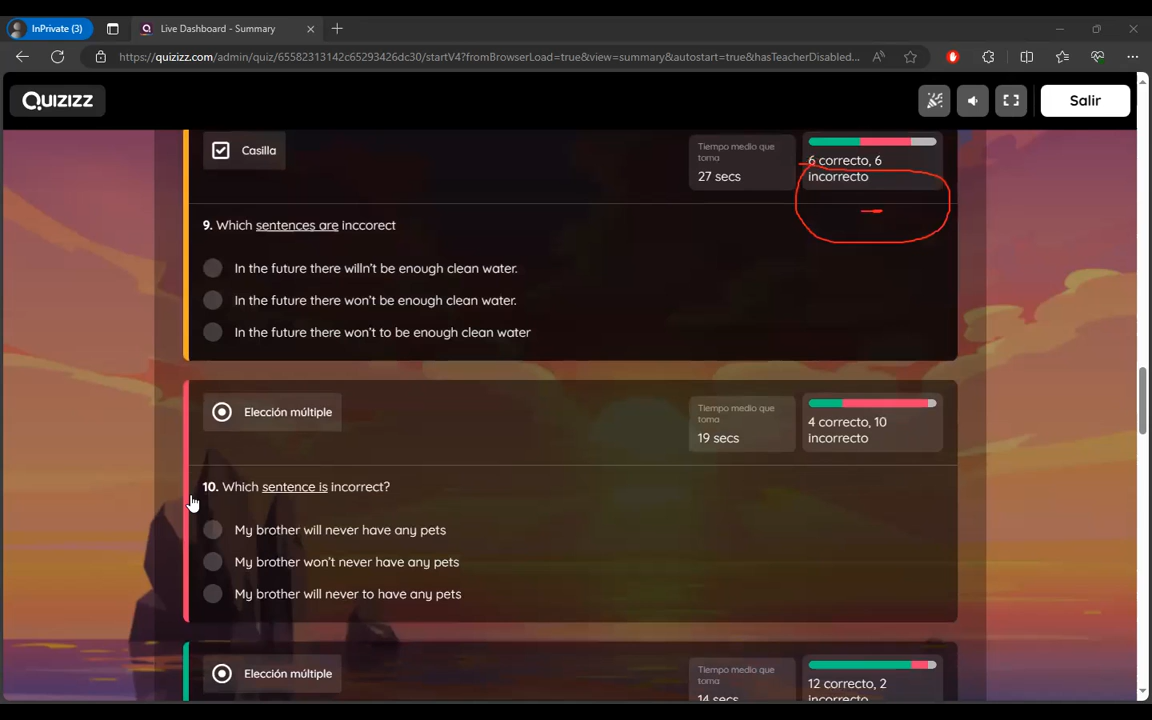 InPrivate (3)
Live Dashboard - Summary
https://quizizz.com/admin/quiz/65582313142c65293426dc30/startV4?fromBrowserLoad=true&view=summary&autostart=true&hasTeacherDisabled...
QUIZIZZ
Salir
Casilla
Tiempo medio que
toma
27 secs
6 correcto, 6
incorrecto
9. Which sentences are inccorect
In the future there willn't be enough clean water.
In the future there won't be enough clean water.
In the future there won't to be enough clean water
Elección múltiple
Tiempo medio que
toma
19 secs
4 correcto, 10
incorrecto
10. Which sentence is incorrect?
My brother will never have any pets
My brother won't never have any pets
My brother will never to have any pets
Elección múltiple
Tiempo medio que
toma
14 secs
12 correcto, 2
incorrecto